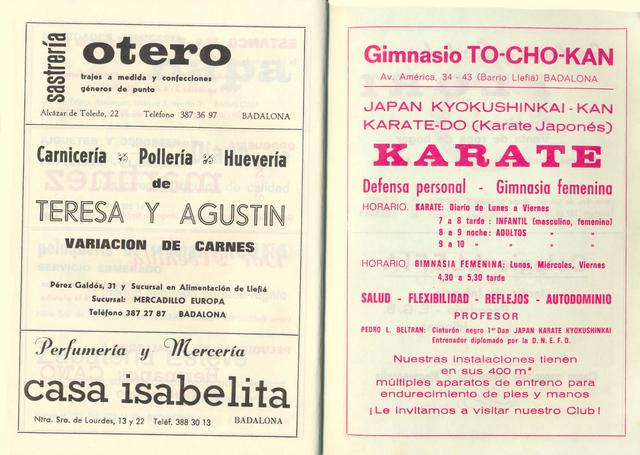 sastrería
otero
trajes a medida y confecciones
géneros de punto
Alcázar de Toledo, 22 Teléfono 387 36 97 BADALONA
Carnicería Pollería Huevería
de
TERESA Y AGUSTIN
VARIACION DE CARNES
Pérez Galdós, 31 y Sucursal en Alimentación de Llefiá
Sucursal: MERCADILLO EUROPA
Teléfono 387 27 87 BADALONA
Perfumería y Mercería
casa isabelita
Ntra. Sra. de Lourdes, 13 y 22 Teléf. 388 30 13 BADALONA
Gimnasio TO-CHO-KAN
Av. América, 34 - 43 (Barrio Llefiá) BADALONA
JAPAN KYOKUSHINKAI - KAN
KARATE-DO (Karate Japonés)
KARATE
Defensa personal - Gimnasia femenina
HORARIO. KARATE: Diario de Lunes a Viernes
7 a 8 tarde : INFANTIL (masculino, femenino)
8 a 9 noche : ADULTOS " "
9 a 10 " " " "
HORARIO. GIMNASIA FEMENINA: Lunes, Miércoles, Viernes
4,30 a 5,30 tarde
SALUD - FLEXIBILIDAD - REFLEJOS - AUTODOMINIO
PROFESOR
PEDRO L. BELTRAN: Cinturón negro 1er Dan JAPAN KARATE KYOKUSHINKAI
Entrenador diplomado por la D. N. E. F. D.
Nuestras instalaciones tienen
en sus 400 m²
múltiples aparatos de entreno para
endurecimiento de pies y manos
¡Le invitamos a visitar nuestro Club!